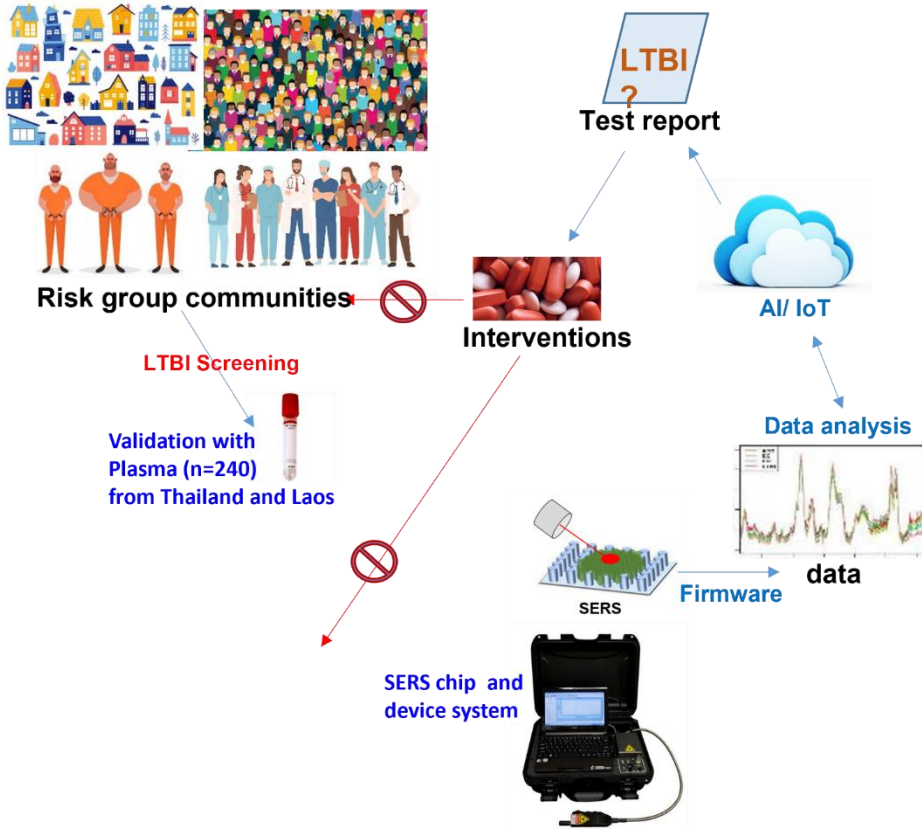 LTBI
?
Test report
Risk group communities
Interventions
AI/ IoT
LTBI Screening
Validation with
Plasma (n=240)
from Thailand and Laos
Data analysis
data
SERS
Firmware
SERS chip and
device system